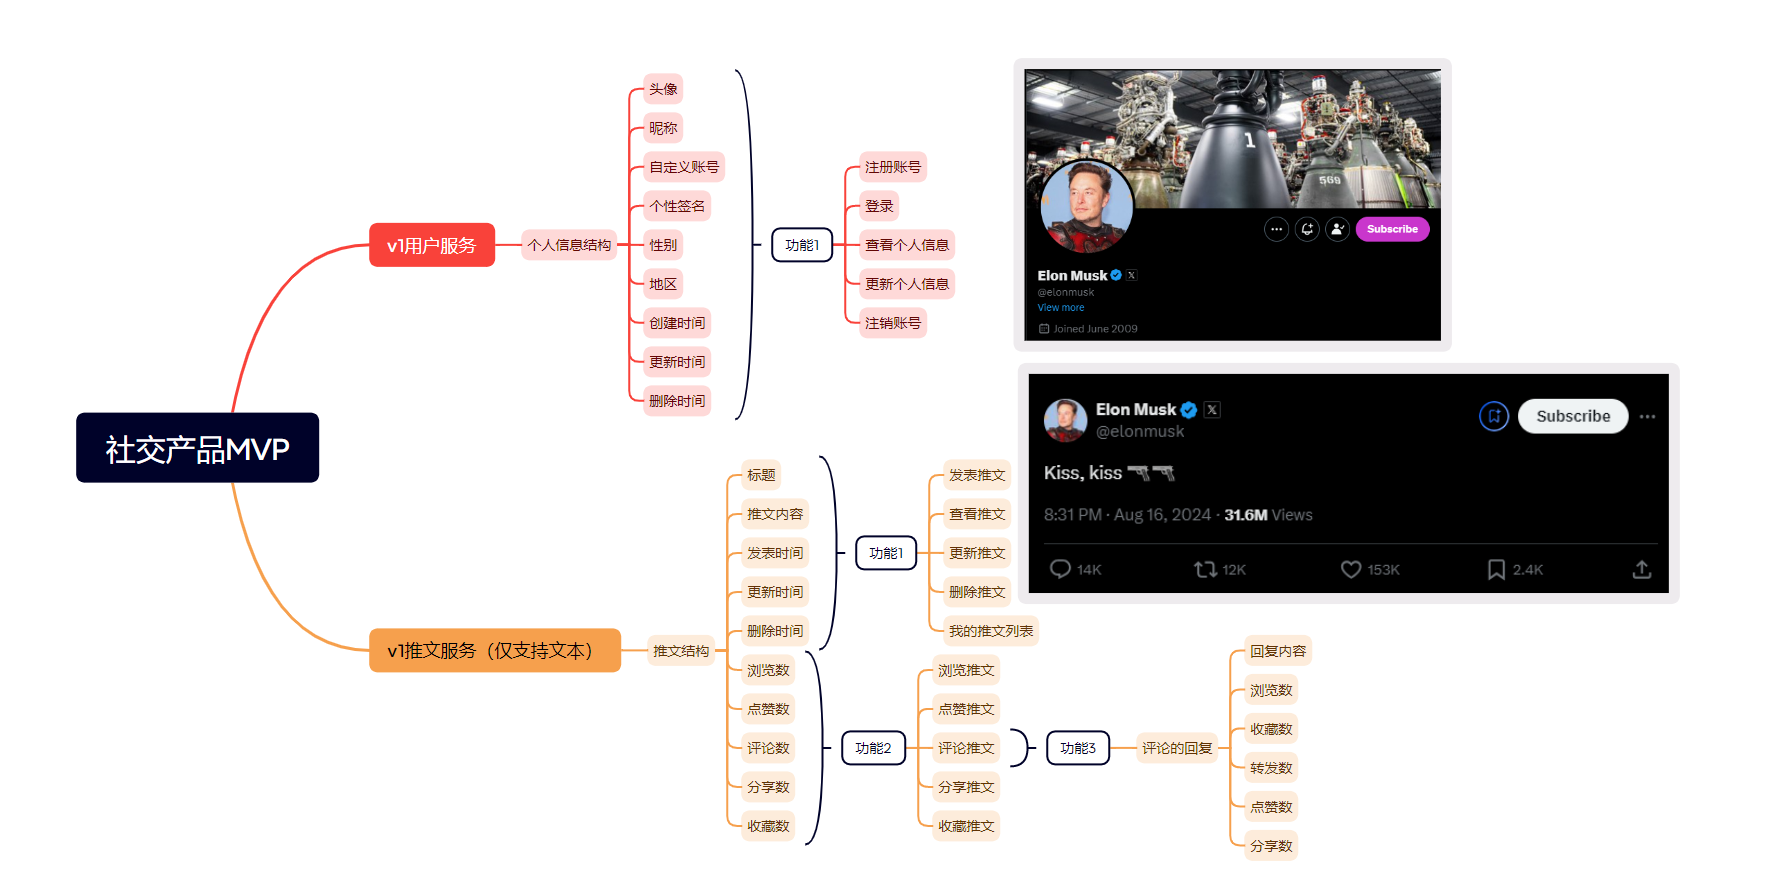 社交产品MVP
v1用户服务
个人信息结构
头像
昵称
自定义账号
个性签名
性别
地区
创建时间
更新时间
删除时间
功能1
注册账号
登录
查看个人信息
更新个人信息
注销账号
v1推文服务（仅支持文本）
推文结构
标题
推文内容
发表时间
更新时间
删除时间
浏览数
点赞数
评论数
分享数
收藏数
功能1
发表推文
查看推文
更新推文
删除推文
我的推文列表
功能2
浏览推文
点赞推文
评论推文
分享推文
收藏推文
功能3
评论的回复
回复内容
浏览数
收藏数
转发数
点赞数
分享数
1
569
Subscribe
Elon Musk
@elonmusk
View more
Joined June 2009
Elon Musk
@elonmusk
Subscribe
Kiss, kiss
8:31 PM · Aug 16, 2024 · 31.6M Views
14K 12K 153K 2.4K